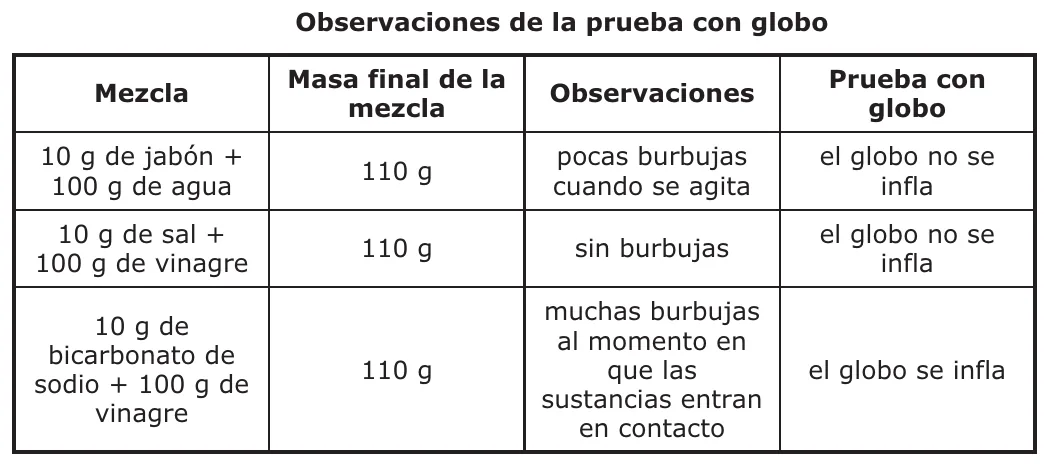 Observaciones de la prueba con globo
Mezcla
Masa final de la
mezcla
Observaciones
Prueba con
globo
10 g de jabón +
100 g de agua
110 g
pocas burbujas
cuando se agita
el globo no se
infla
10 g de sal +
100 g de vinagre
110 g
sin burbujas
el globo no se
infla
10 g de
bicarbonato de
sodio + 100 g de
vinagre
110 g
muchas burbujas
al momento en
que las
sustancias entran
en contacto
el globo se infla